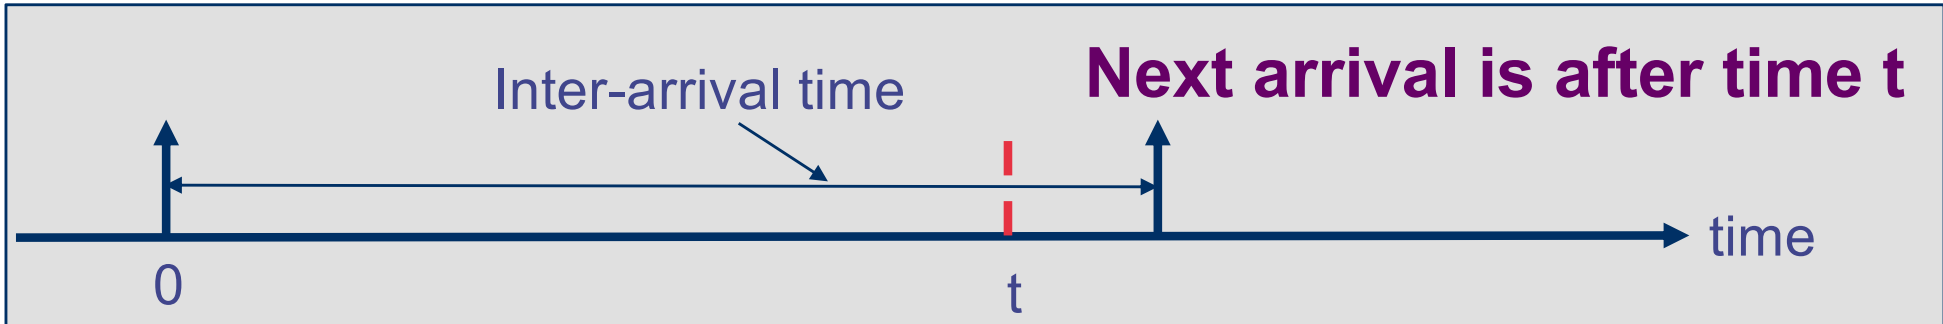 Next arrival is after time t
Inter-arrival time
time
0
t